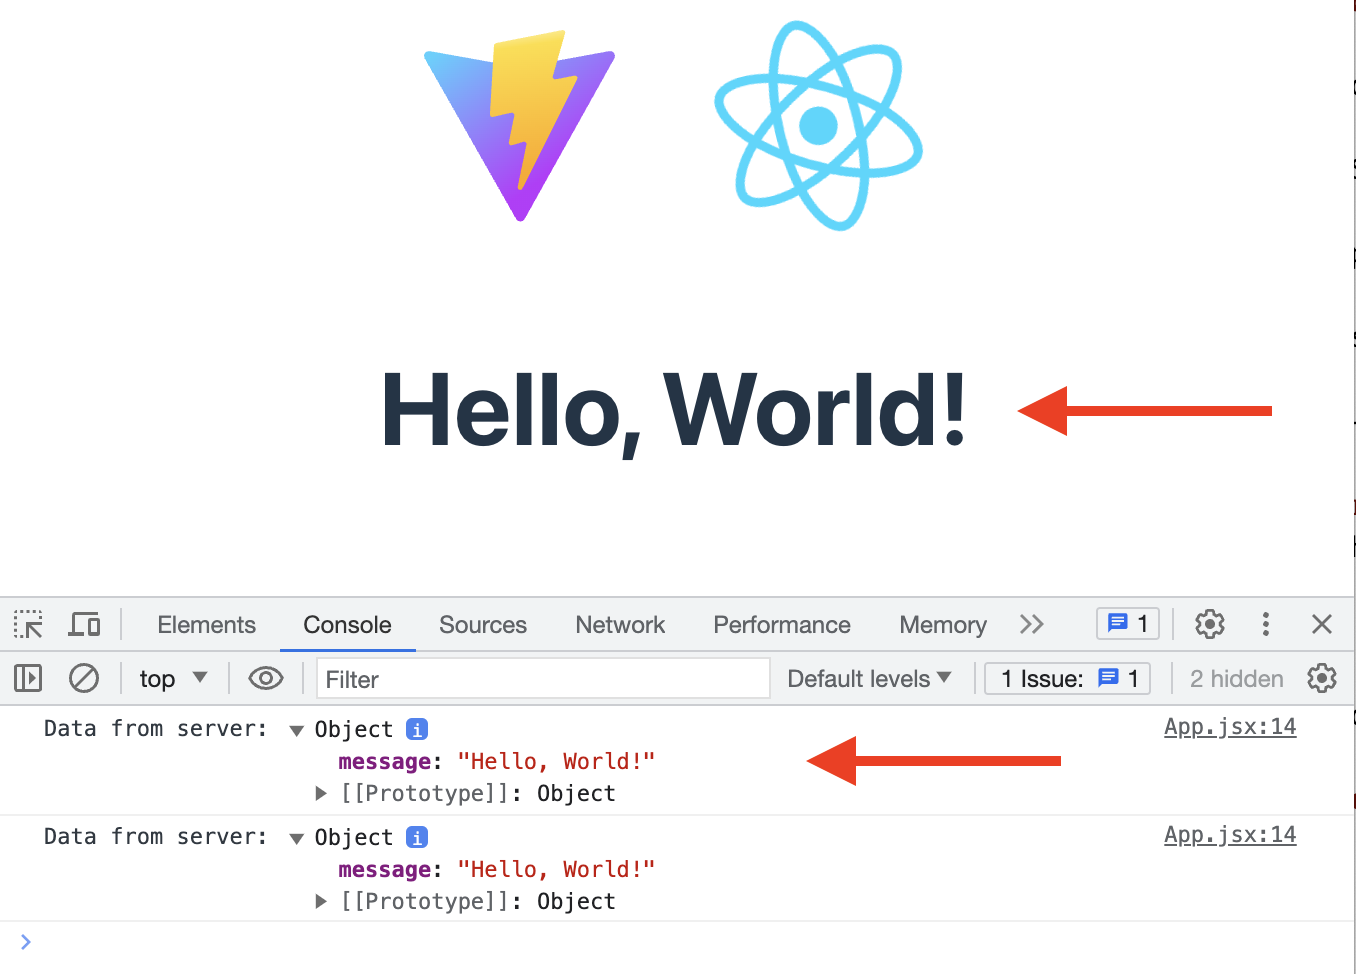 Hello, World!
Elements Console Sources Network Performance Memory 1
top Filter Default levels 1 Issue: 1 2 hidden
Data from server: Object i App.jsx:14
message: "Hello, World!"
[[Prototype]]: Object
Data from server: Object i App.jsx:14
message: "Hello, World!"
[[Prototype]]: Object